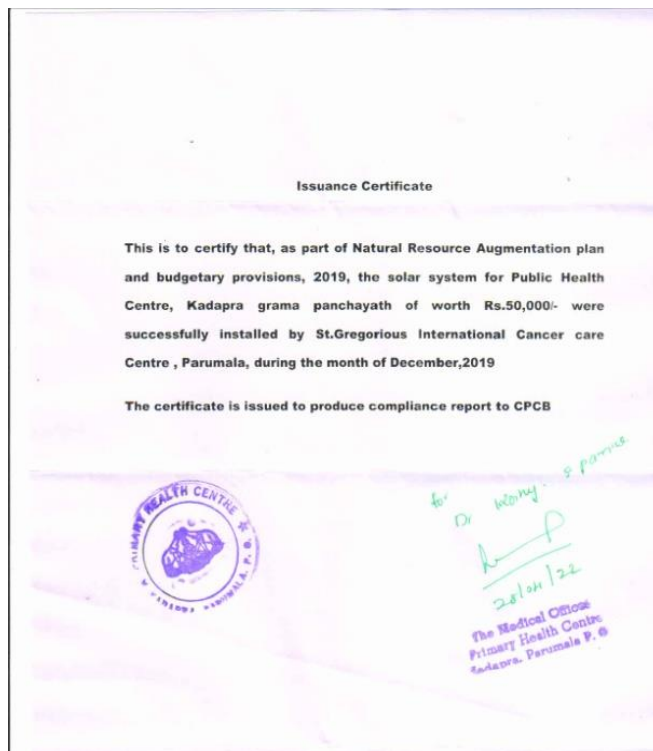 Issuance Certificate
This is to certify that, as part of Natural Resource Augmentation plan
and budgetary provisions, 2019, the solar system for Public Health
Centre, Kadapra grama panchayath of worth Rs.50,000/- were
successfully installed by St.Gregorious International Cancer care
Centre , Parumala, during the month of December,2019
The certificate is issued to produce compliance report to CPCB
for
Dr
28/04/22
PRIMARY HEALTH CENTRE
PARUMALA. P. O.
The Medical Officer
Primary Health Centre
Kadapra, Parumala P. O